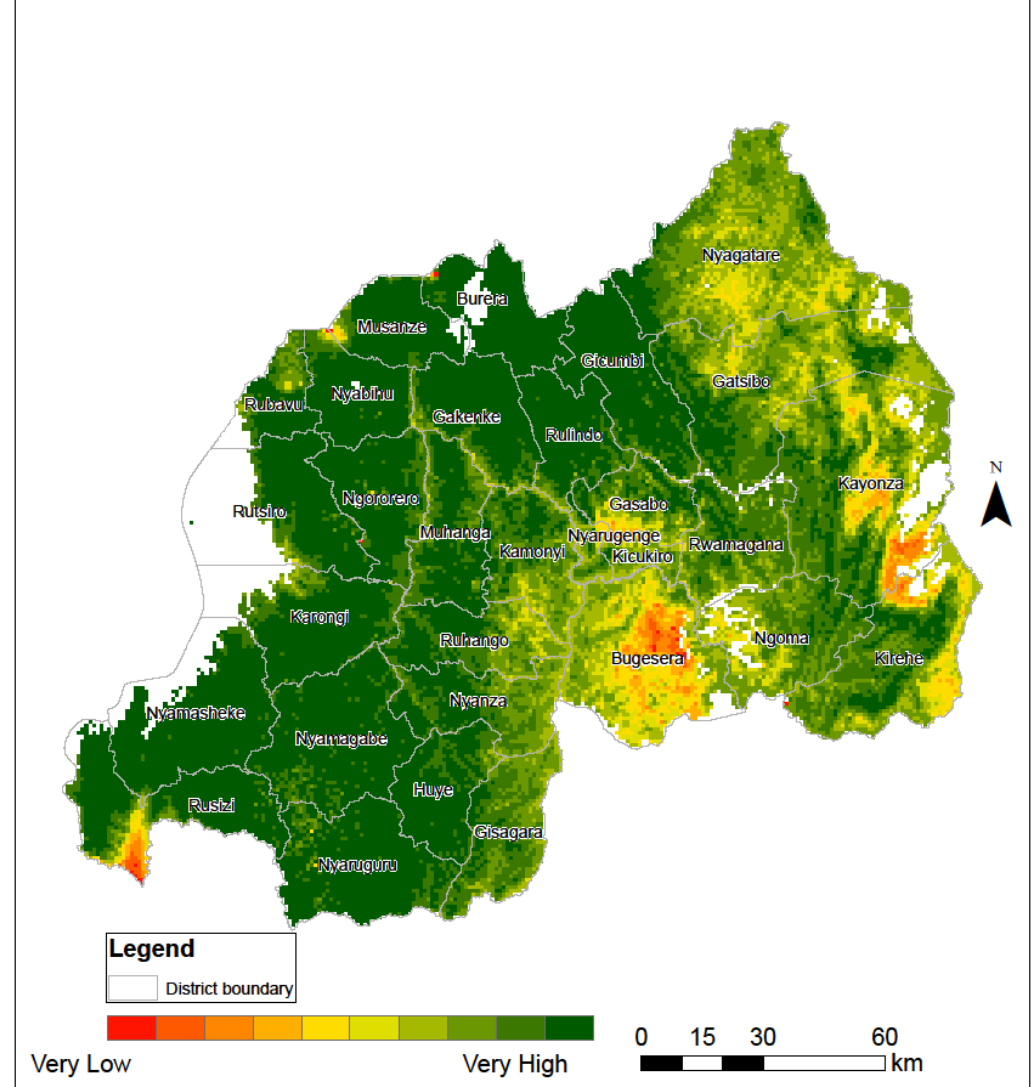 Nyagatare
Burera
Musanze
Gicumbi
Gatsibo
Nyabihu
Rubavu
Gakenke
Rulindo
N
Kayonza
Ngororero
Gasabo
Rutsiro
Muhanga
Nyarugenge
Kamonyi
Kicukiro
Rwamagana
Karongi
Ruhango
Ngoma
Bugesera
Kirehe
Nyanza
Nyamasheke
Nyamagabe
Huye
Rusizi
Gisagara
Nyaruguru
Legend
District boundary
0 15 30 60
km
Very Low Very High